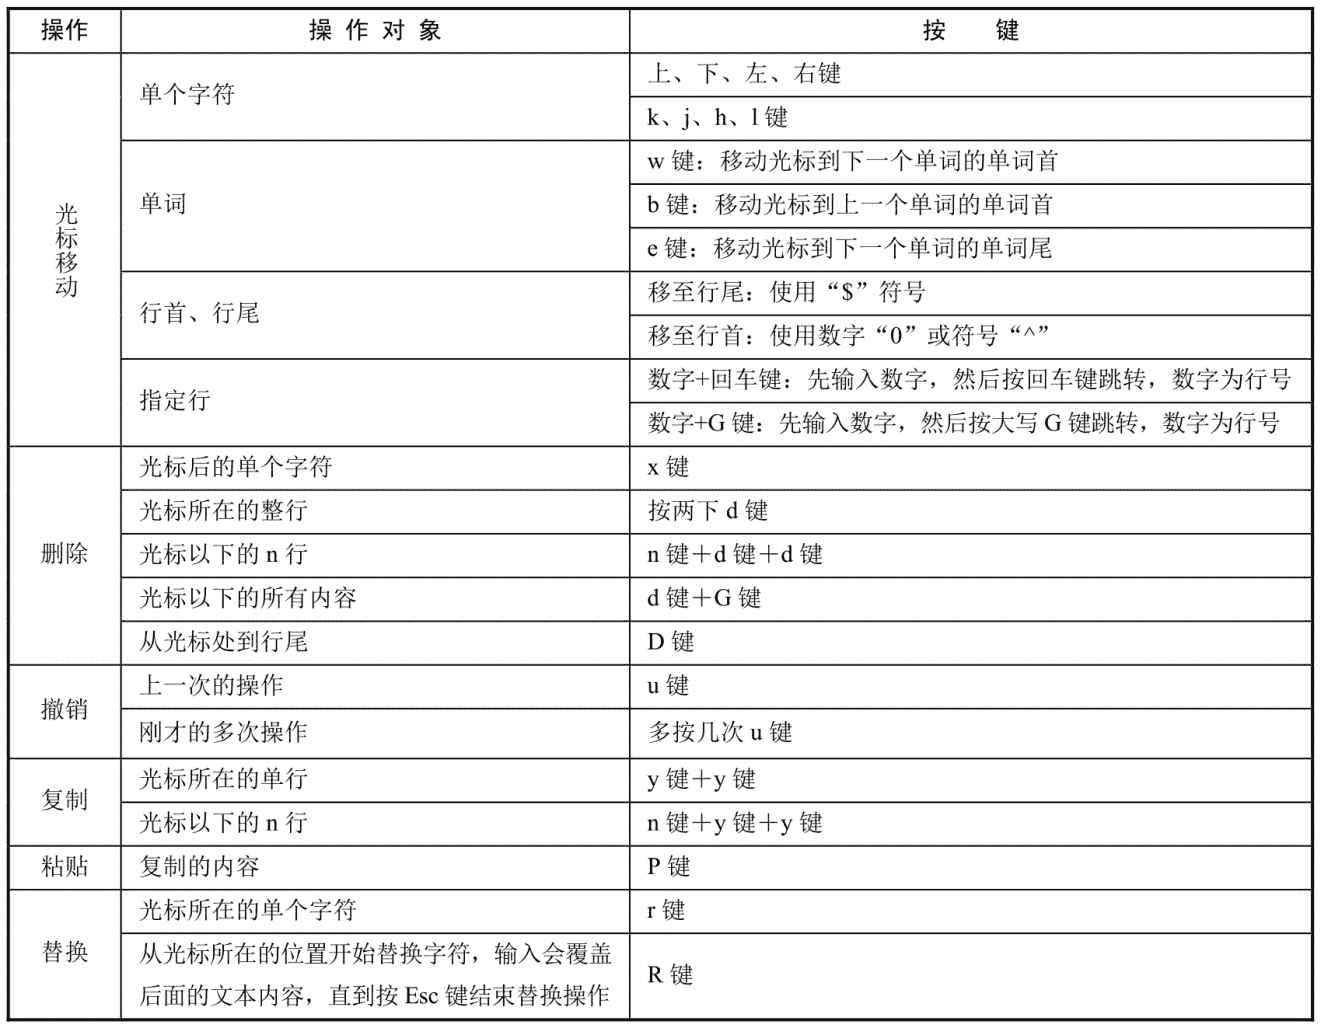 操作 操作对象 按 键
光标移动
单个字符
上、下、左、右键
k、j、h、l 键
单词
w 键：移动光标到下一个单词的单词首
b 键：移动光标到上一个单词的单词首
e 键：移动光标到下一个单词的单词尾
行首、行尾
移至行尾：使用“$”符号
移至行首：使用数字“0”或符号“^”
指定行
数字+回车键：先输入数字，然后按回车键跳转，数字为行号
数字+G 键：先输入数字，然后按大写 G 键跳转，数字为行号
删除
光标后的单个字符 x 键
光标所在的整行 按两下 d 键
光标以下的 n 行 n 键＋d 键＋d 键
光标以下的所有内容 d 键＋G 键
从光标处到行尾 D 键
撤销
上一次的操作 u 键
刚才的多次操作 多按几次 u 键
复制
光标所在的单行 y 键＋y 键
光标以下的 n 行 n 键＋y 键＋y 键
粘贴 复制的内容 P 键
替换
光标所在的单个字符 r 键
从光标所在的位置开始替换字符，输入会覆盖
后面的文本内容，直到按 Esc 键结束替换操作
R 键